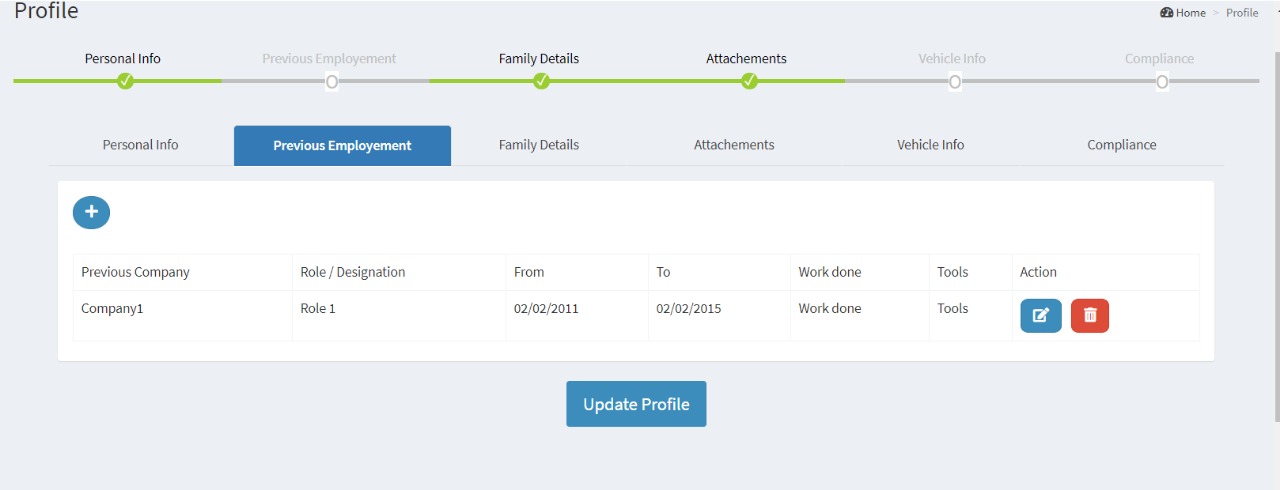 Profile
Home > Profile
Personal Info Previous Employement Family Details Attachements Vehicle Info Compliance
Personal Info Previous Employement Family Details Attachements Vehicle Info Compliance
Previous Company Role / Designation From To Work done Tools Action
Company1 Role 1 02/02/2011 02/02/2015 Work done Tools
Update Profile